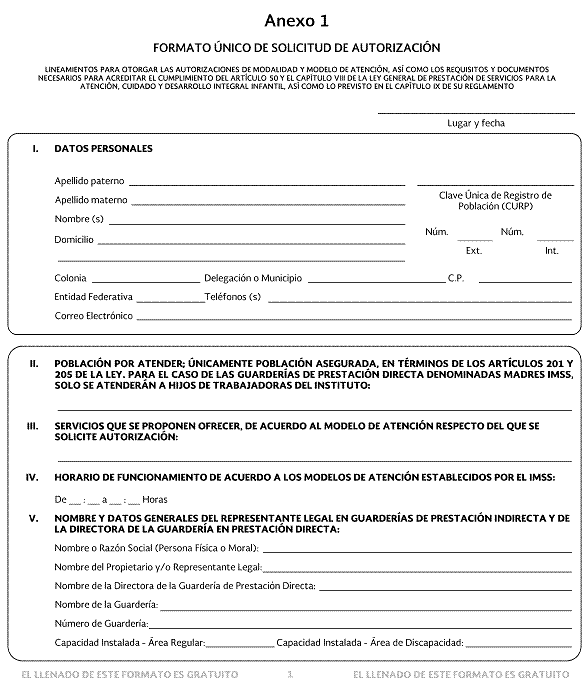 Anexo 1
FORMATO ÚNICO DE SOLICITUD DE AUTORIZACIÓN
LINEAMIENTOS PARA OTORGAR LAS AUTORIZACIONES DE MODALIDAD Y MODELO DE ATENCIÓN, ASÍ COMO LOS REQUISITOS Y DOCUMENTOS
NECESARIOS PARA ACREDITAR EL CUMPLIMIENTO DEL ARTÍCULO 50 Y EL CAPÍTULO VIII DE LA LEY GENERAL DE PRESTACIÓN DE SERVICIOS PARA LA
ATENCIÓN, CUIDADO Y DESARROLLO INTEGRAL INFANTIL, ASÍ COMO LO PREVISTO EN EL CAPÍTULO IX DE SU REGLAMENTO
Lugar y fecha
I. DATOS PERSONALES
Apellido paterno
Apellido materno
Clave Única de Registro de
Población (CURP)
Nombre (s)
Núm. Núm.
Domicilio
Ext. Int.
Colonia Delegación o Municipio C.P.
Entidad Federativa Teléfonos (s)
Correo Electrónico
II. POBLACIÓN POR ATENDER; ÚNICAMENTE POBLACIÓN ASEGURADA, EN TÉRMINOS DE LOS ARTÍCULOS 201 Y
205 DE LA LEY. PARA EL CASO DE LAS GUARDERÍAS DE PRESTACIÓN DIRECTA DENOMINADAS MADRES IMSS,
SOLO SE ATENDERÁN A HIJOS DE TRABAJADORAS DEL INSTITUTO:
III. SERVICIOS QUE SE PROPONEN OFRECER, DE ACUERDO AL MODELO DE ATENCIÓN RESPECTO DEL QUE SE
SOLICITE AUTORIZACIÓN:
IV. HORARIO DE FUNCIONAMIENTO DE ACUERDO A LOS MODELOS DE ATENCIÓN ESTABLECIDOS POR EL IMSS:
De __ : __ a __ : __ Horas
V. NOMBRE Y DATOS GENERALES DEL REPRESENTANTE LEGAL EN GUARDERÍAS DE PRESTACIÓN INDIRECTA Y DE
LA DIRECTORA DE LA GUARDERÍA EN PRESTACIÓN DIRECTA:
Nombre o Razón Social (Persona Física o Moral):
Nombre del Propietario y/o Representante Legal:
Nombre de la Directora de la Guardería de Prestación Directa:
Nombre de la Guardería:
Número de Guardería:
Capacidad Instalada - Área Regular: Capacidad Instalada - Área de Discapacidad:
EL LLENADO DE ESTE FORMATO ES GRATUITO 1 EL LLENADO DE ESTE FORMATO ES GRATUITO